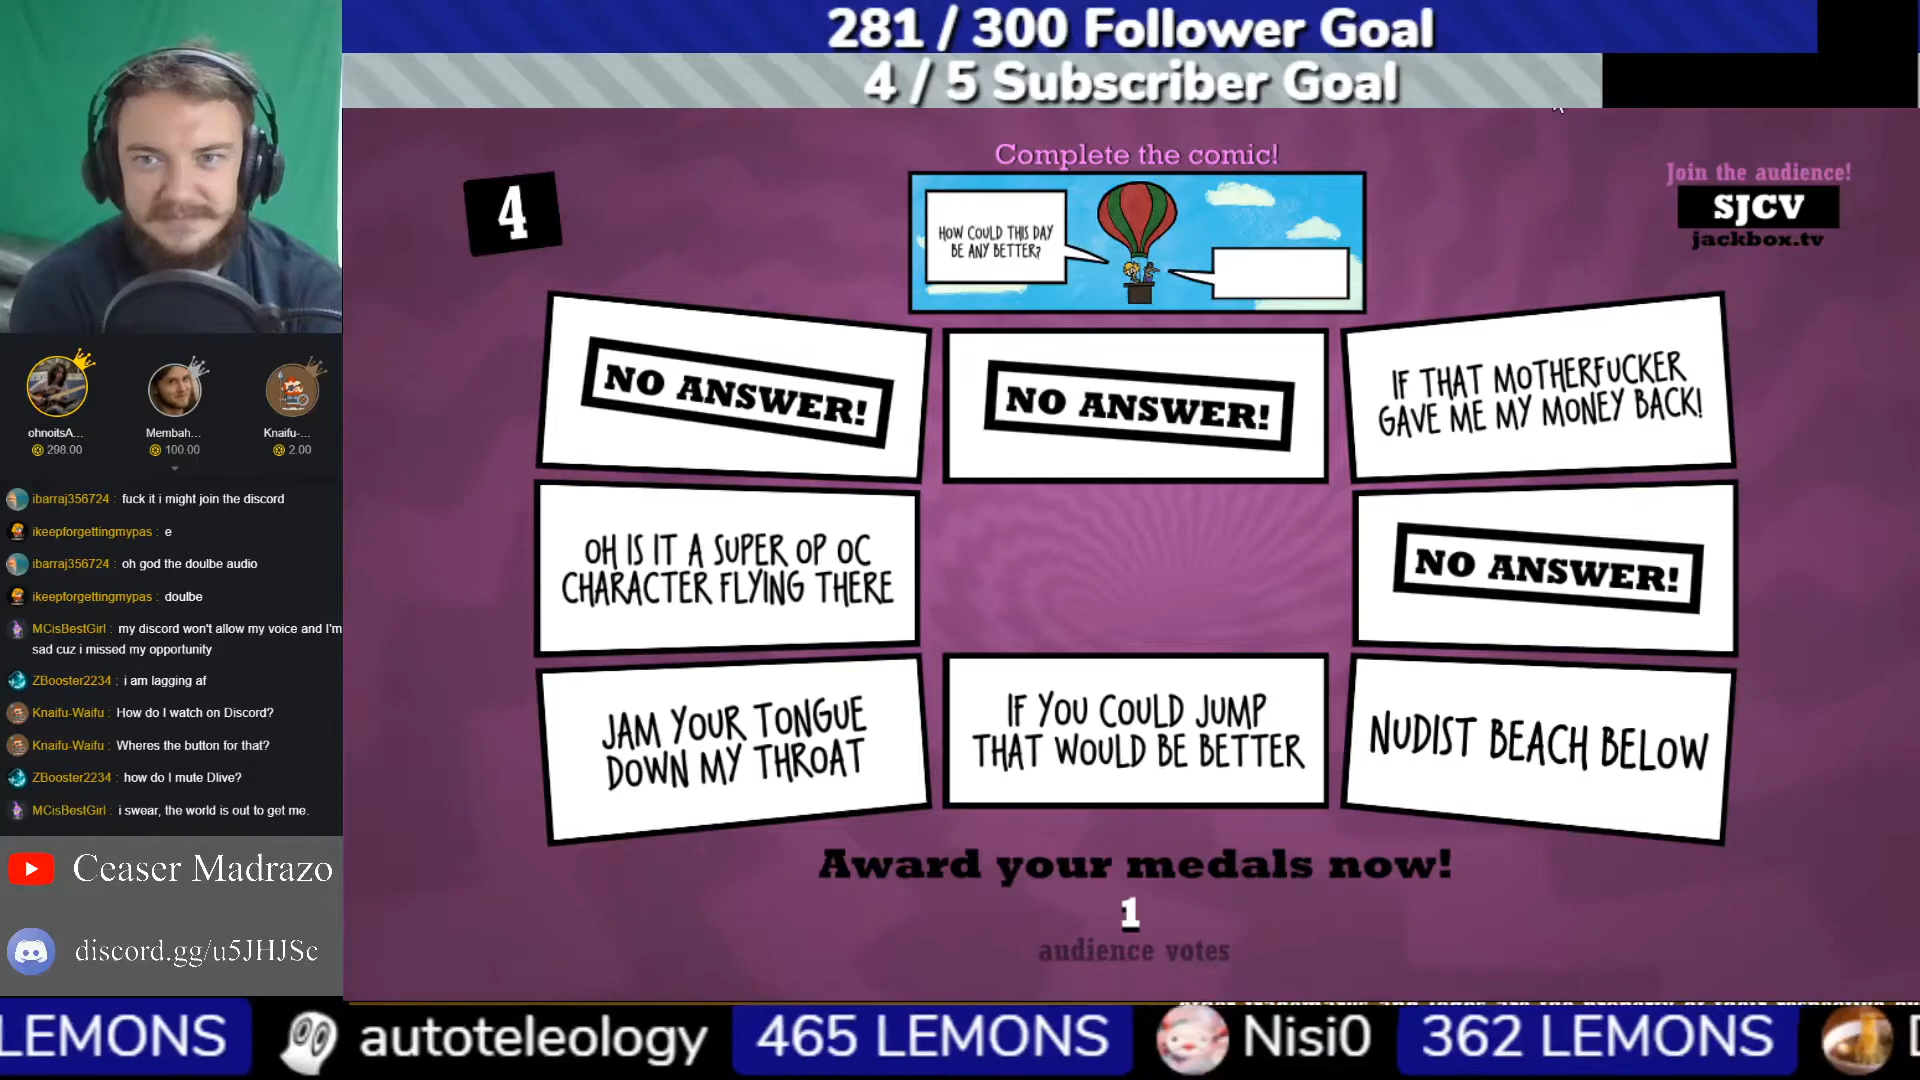 281 / 300 Follower Goal
4 / 5 Subscriber Goal
Complete the comic!
4
HOW COULD THIS DAY
BE ANY BETTER?
Join the audience!
SJCV
jackbox.tv
NO ANSWER!
NO ANSWER!
IF THAT MOTHERFUCKER
GAVE ME MY MONEY BACK!
OH IS IT A SUPER OP OC
CHARACTER FLYING THERE
NO ANSWER!
JAM YOUR TONGUE
DOWN MY THROAT
IF YOU COULD JUMP
THAT WOULD BE BETTER
NUDIST BEACH BELOW
Award your medals now!
1
audience votes
ohnoitsA...
298.00
Membah...
100.00
Knaifu-...
2.00
ibarraj356724 : fuck it i might join the discord
ikeepforgettingmypas : e
ibarraj356724 : oh god the doulbe audio
ikeepforgettingmypas : doulbe
MCisBestGirl : my discord won't allow my voice and I'm
sad cuz i missed my opportunity
ZBooster2234 : i am lagging af
Knaifu-Waifu : How do I watch on Discord?
Knaifu-Waifu : Wheres the button for that?
ZBooster2234 : how do I mute Dlive?
MCisBestGirl : i swear, the world is out to get me.
Ceaser Madrazo
discord.gg/u5JHJSc
LEMONS
autoteleology
465 LEMONS
Nisi0
362 LEMONS